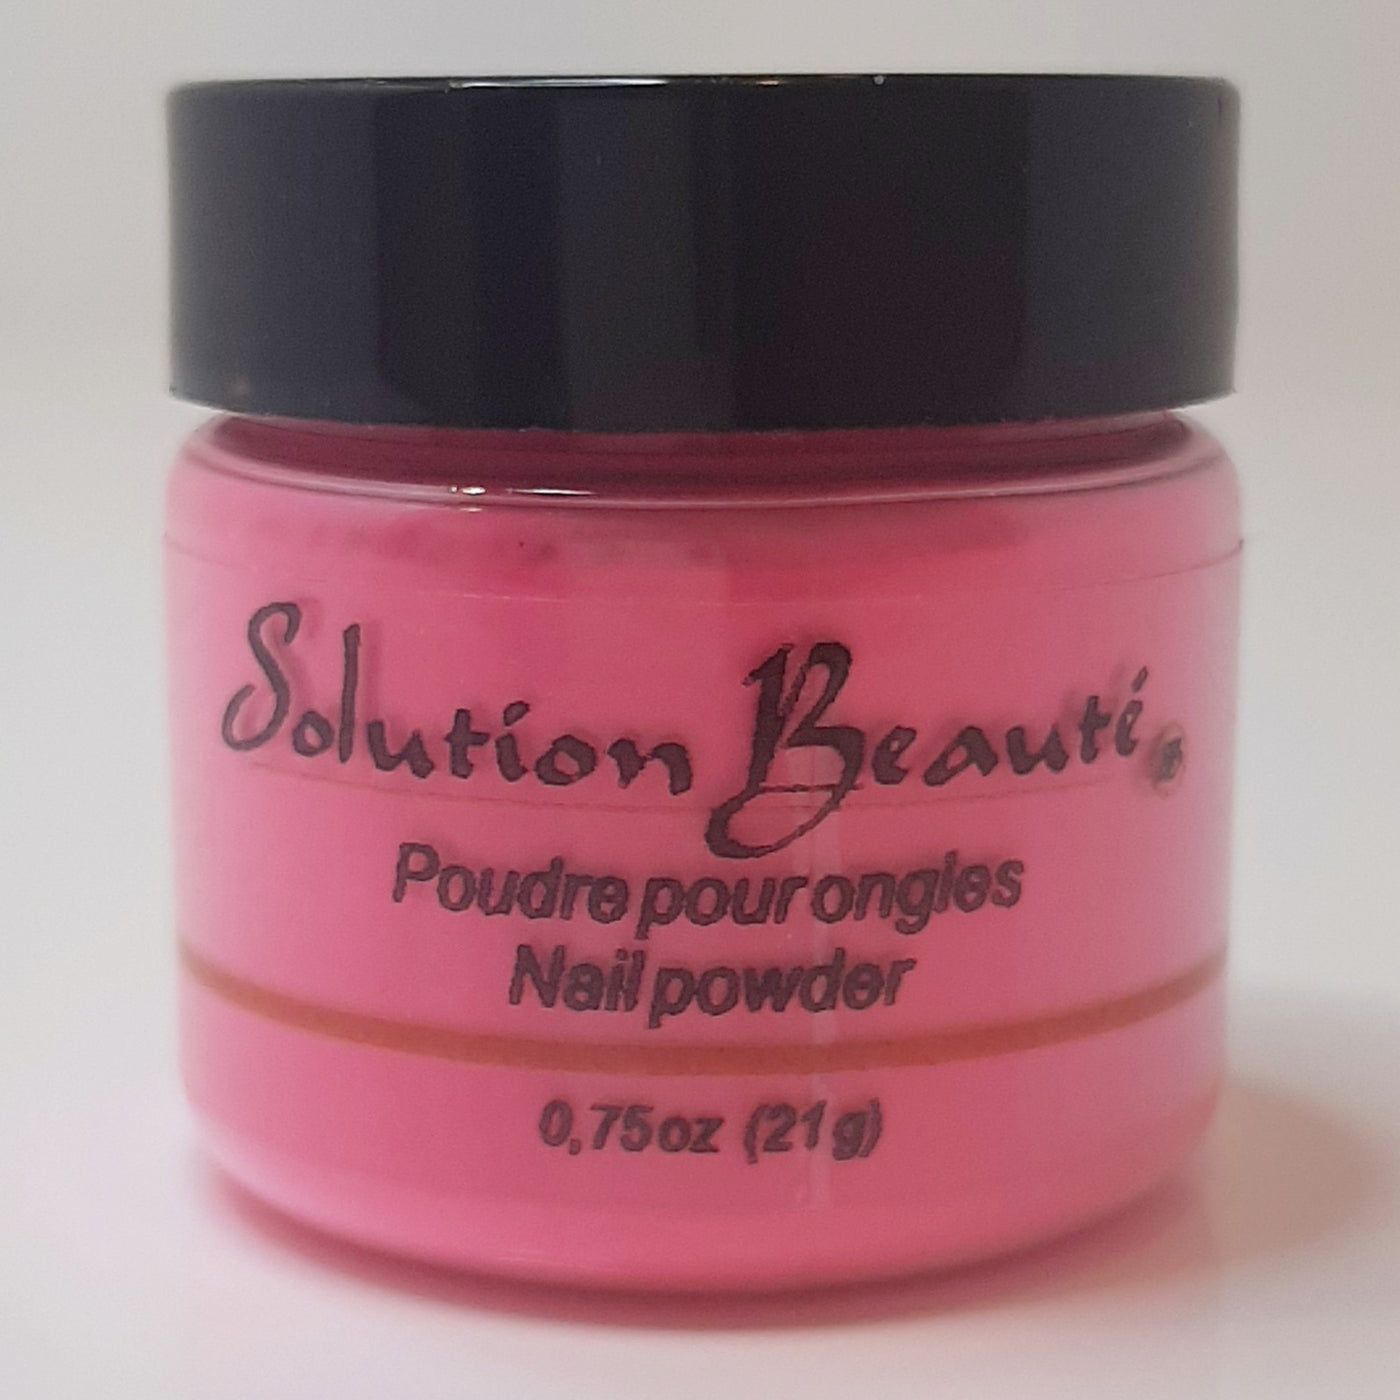 Solution Beauté
Poudre pour ongles
Nail powder
0,75oz (21g)